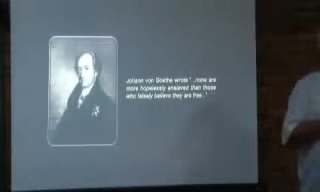 Johann von Goethe wrote "...none are
more hopelessly enslaved than those
who falsely believe they are free..."